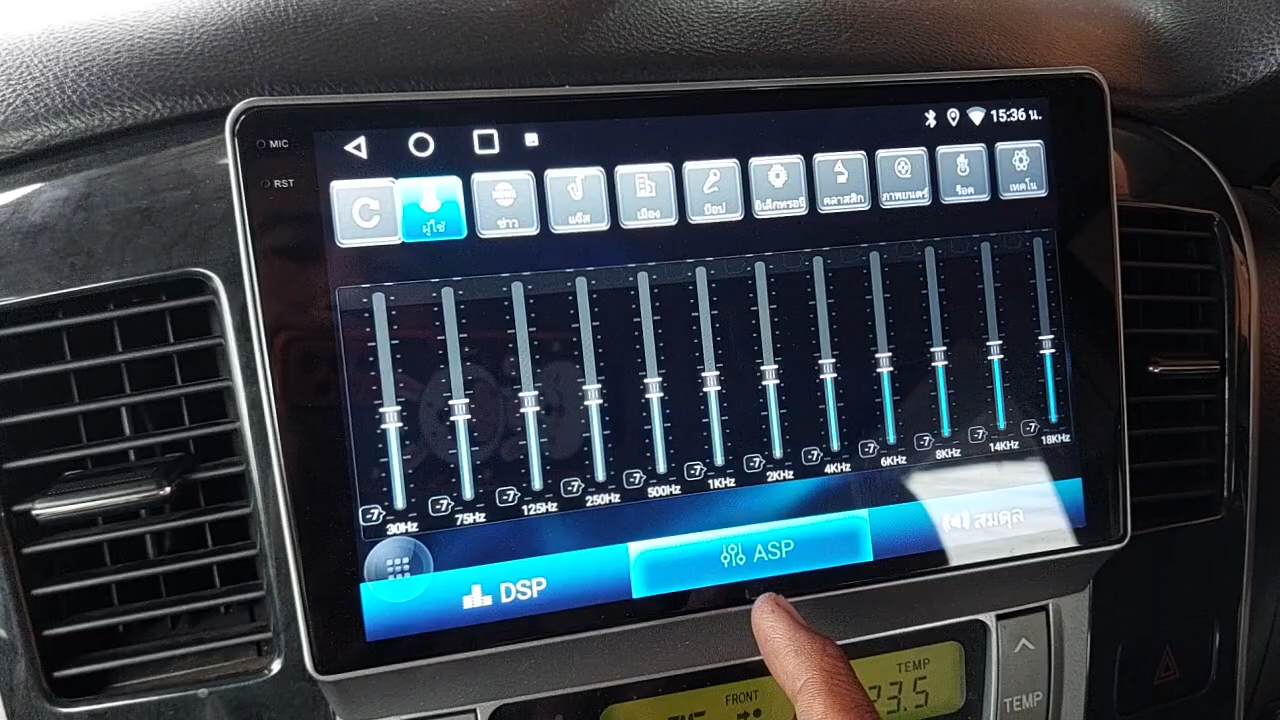 MIC
15:36 น.
RST
ผู้ใช้ ข่าว แจ๊ส เมือง ป๊อป อิเล็กทรอนิ คลาสสิก ภาพยนตร์ ร็อค เทคโน
-7 -7 -7 -7 -7 -7 -7 -7 -7 -7 -7 -7
30Hz 75Hz 125Hz 250Hz 500Hz 1KHz 2KHz 4KHz 6KHz 8KHz 14KHz 18KHz
DSP ASP สมดุล
FRONT TEMP
23.5
TEMP